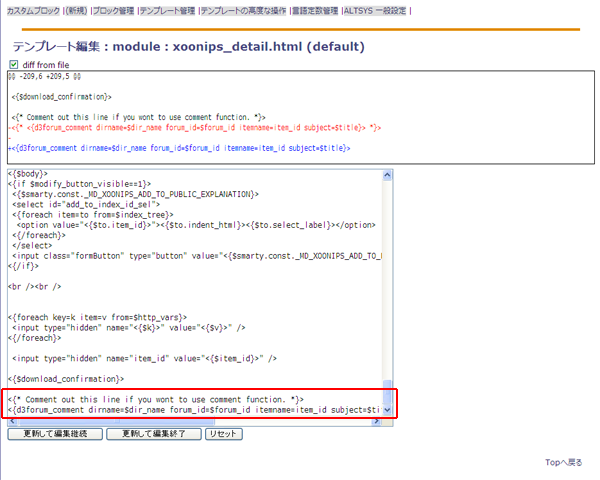 カスタムブロック |(新規) |ブロック管理 |テンプレート管理 |テンプレートの高度な操作 |言語定数管理 |ALTSYS 一般設定 |
テンプレート編集 : module : xoonips_detail.html (default)
diff from file
@@ -209,6 +209,5 @@
<{$download_confirmation}>
<{* Comment out this line if you wont to use comment function. *}>
-<{* <{d3forum_comment dirname=$dir_name forum_id=$forum_id itemname=item_id subject=$title}> *}>
-
+<{d3forum_comment dirname=$dir_name forum_id=$forum_id itemname=item_id subject=$title}>
<{$body}>
<{if $modify_button_visible==1}>
<{$smarty.const._MD_XOONIPS_ADD_TO_PUBLIC_EXPLANATION}>
<select id="add_to_index_id_sel">
<{foreach item=to from=$index_tree}>
<option value="<{$to.item_id}>"><{$to.indent_html}><{$to.select_label}></option>
<{/foreach}>
</select>
<input class="formButton" type="button" value="<{$smarty.const._MD_XOONIPS_ADD_TO_
<{/if}>
<br /><br />
<{foreach key=k item=v from=$http_vars}>
<input type="hidden" name="<{$k}>" value="<{$v}>" />
<{/foreach}>
<input type="hidden" name="item_id" value="<{$item_id}>" />
<{$download_confirmation}>
<{* Comment out this line if you wont to use comment function. *}>
<{d3forum_comment dirname=$dir_name forum_id=$forum_id itemname=item_id subject=$ti
更新して編集継続 更新して編集終了 リセット
Topへ戻る